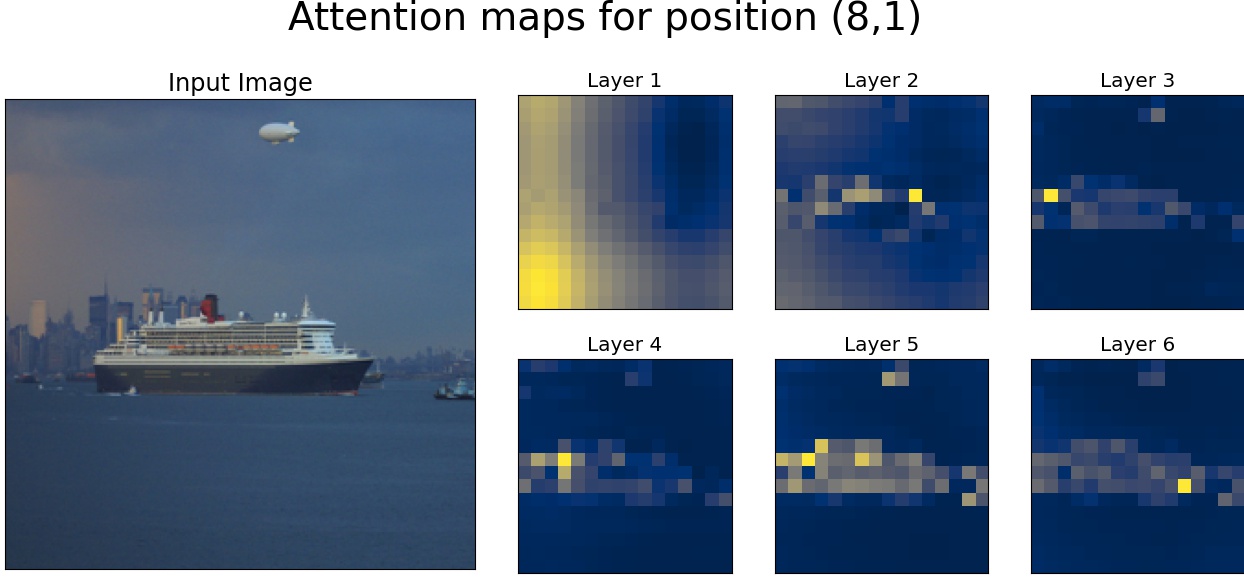 Attention maps for position (8,1)
Input Image
Layer 1
Layer 2
Layer 3
Layer 4
Layer 5
Layer 6